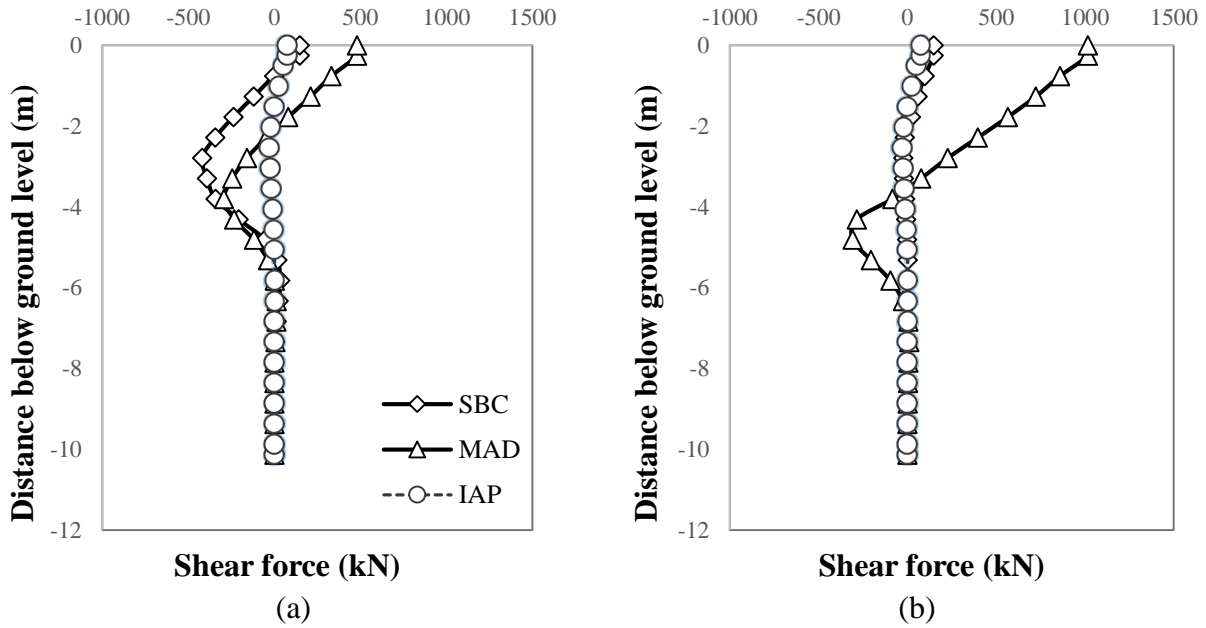 -1000 -500 0 500 1000 1500
0
-2
-4
-6
-8
-10
-12
Distance below ground level (m)
SBC
MAD
IAP
Shear force (kN)
(a)
-1000 -500 0 500 1000 1500
0
-2
-4
-6
-8
-10
-12
Distance below ground level (m)
Shear force (kN)
(b)